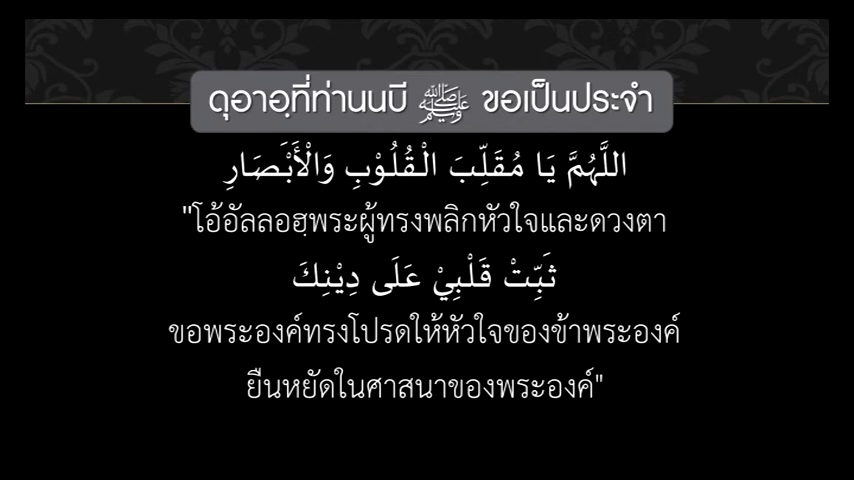 ดุอาอฺที่ท่านนบี ﷺ ขอเป็นประจำ
اللَّهُمَّ يَا مُقَلِّبَ الْقُلُوْبِ وَالْأَبْصَارِ
"โอ้อัลลอฮฺพระผู้ทรงพลิกหัวใจและดวงตา
ثَبِّتْ قَلْبِيْ عَلَى دِيْنِكَ
ขอพระองค์ทรงโปรดให้หัวใจของข้าพระองค์
ยืนหยัดในศาสนาของพระองค์"